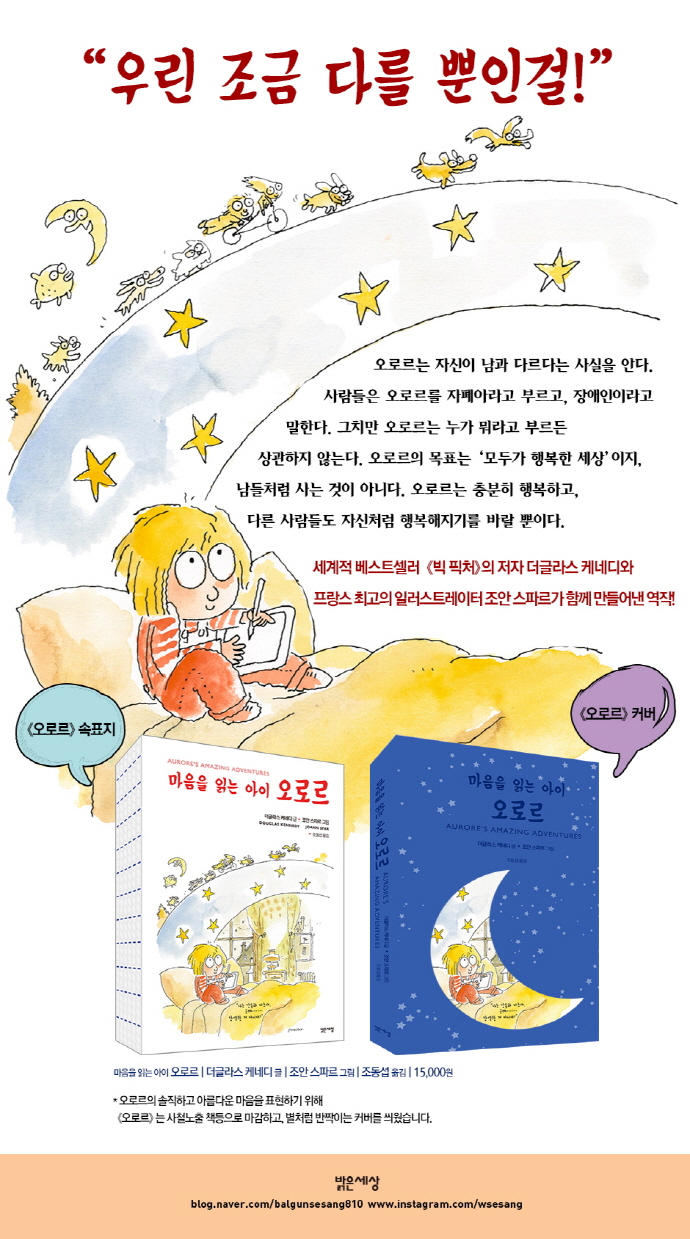 “우린 조금 다를 뿐인걸!”
오로르는 자신이 남과 다르다는 사실을 안다.
사람들은 오로르를 자폐아라고 부르고, 장애인이라고
말한다. 그치만 오로르는 누가 뭐라고 부르든
상관하지 않는다. 오로르의 목표는 ‘모두가 행복한 세상’이지,
남들처럼 사는 것이 아니다. 오로르는 충분히 행복하고,
다른 사람들도 자신처럼 행복해지기를 바랄 뿐이다.
세계적 베스트셀러 《빅 픽처》의 저자 더글라스 케네디와
프랑스 최고의 일러스트레이터 조안 스파르가 함께 만들어낸 역작!
《오로르》 속표지
《오로르》 커버
AURORE'S AMAZING ADVENTURES
마음을 읽는 아이 오로르
더글라스 케네디 글 • 조안 스파르 그림
DOUGLAS KENNEDY JOANN SFAR
조동섭 옮김
밝은세상
마음을 읽는 아이
오로르
AURORE'S AMAZING ADVENTURES
더글라스 케네디 글 • 조안 스파르 그림
조동섭 옮김
마음을 읽는 아이 오로르
AURORE'S
AMAZING ADVENTURES
마음을 읽는 아이 오로르 | 더글라스 케네디 글 | 조안 스파르 그림 | 조동섭 옮김 | 15,000원
* 오로르의 솔직하고 아름다운 마음을 표현하기 위해
《오로르》는 사철노출 책등으로 마감하고, 별처럼 반짝이는 커버를 씌웠습니다.
밝은세상
blog.naver.com/balgunsesang810 www.instagram.com/wsesang